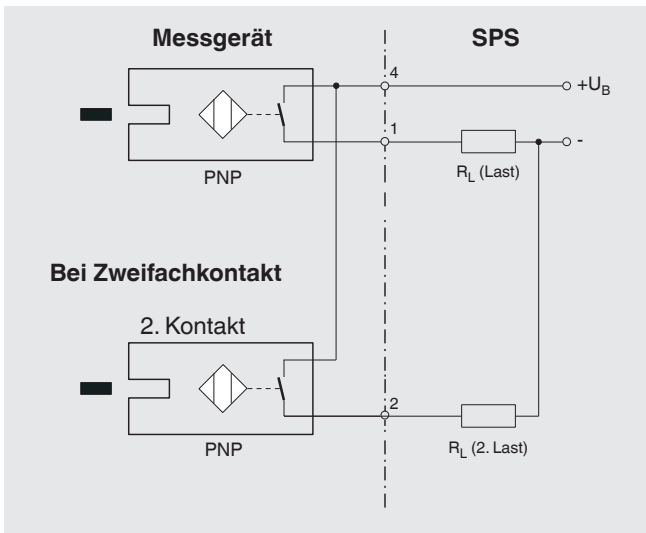 Messgerät
SPS
4
+U_B
1
-
R_L (Last)
PNP
Bei Zweifachkontakt
2. Kontakt
2
R_L (2. Last)
PNP